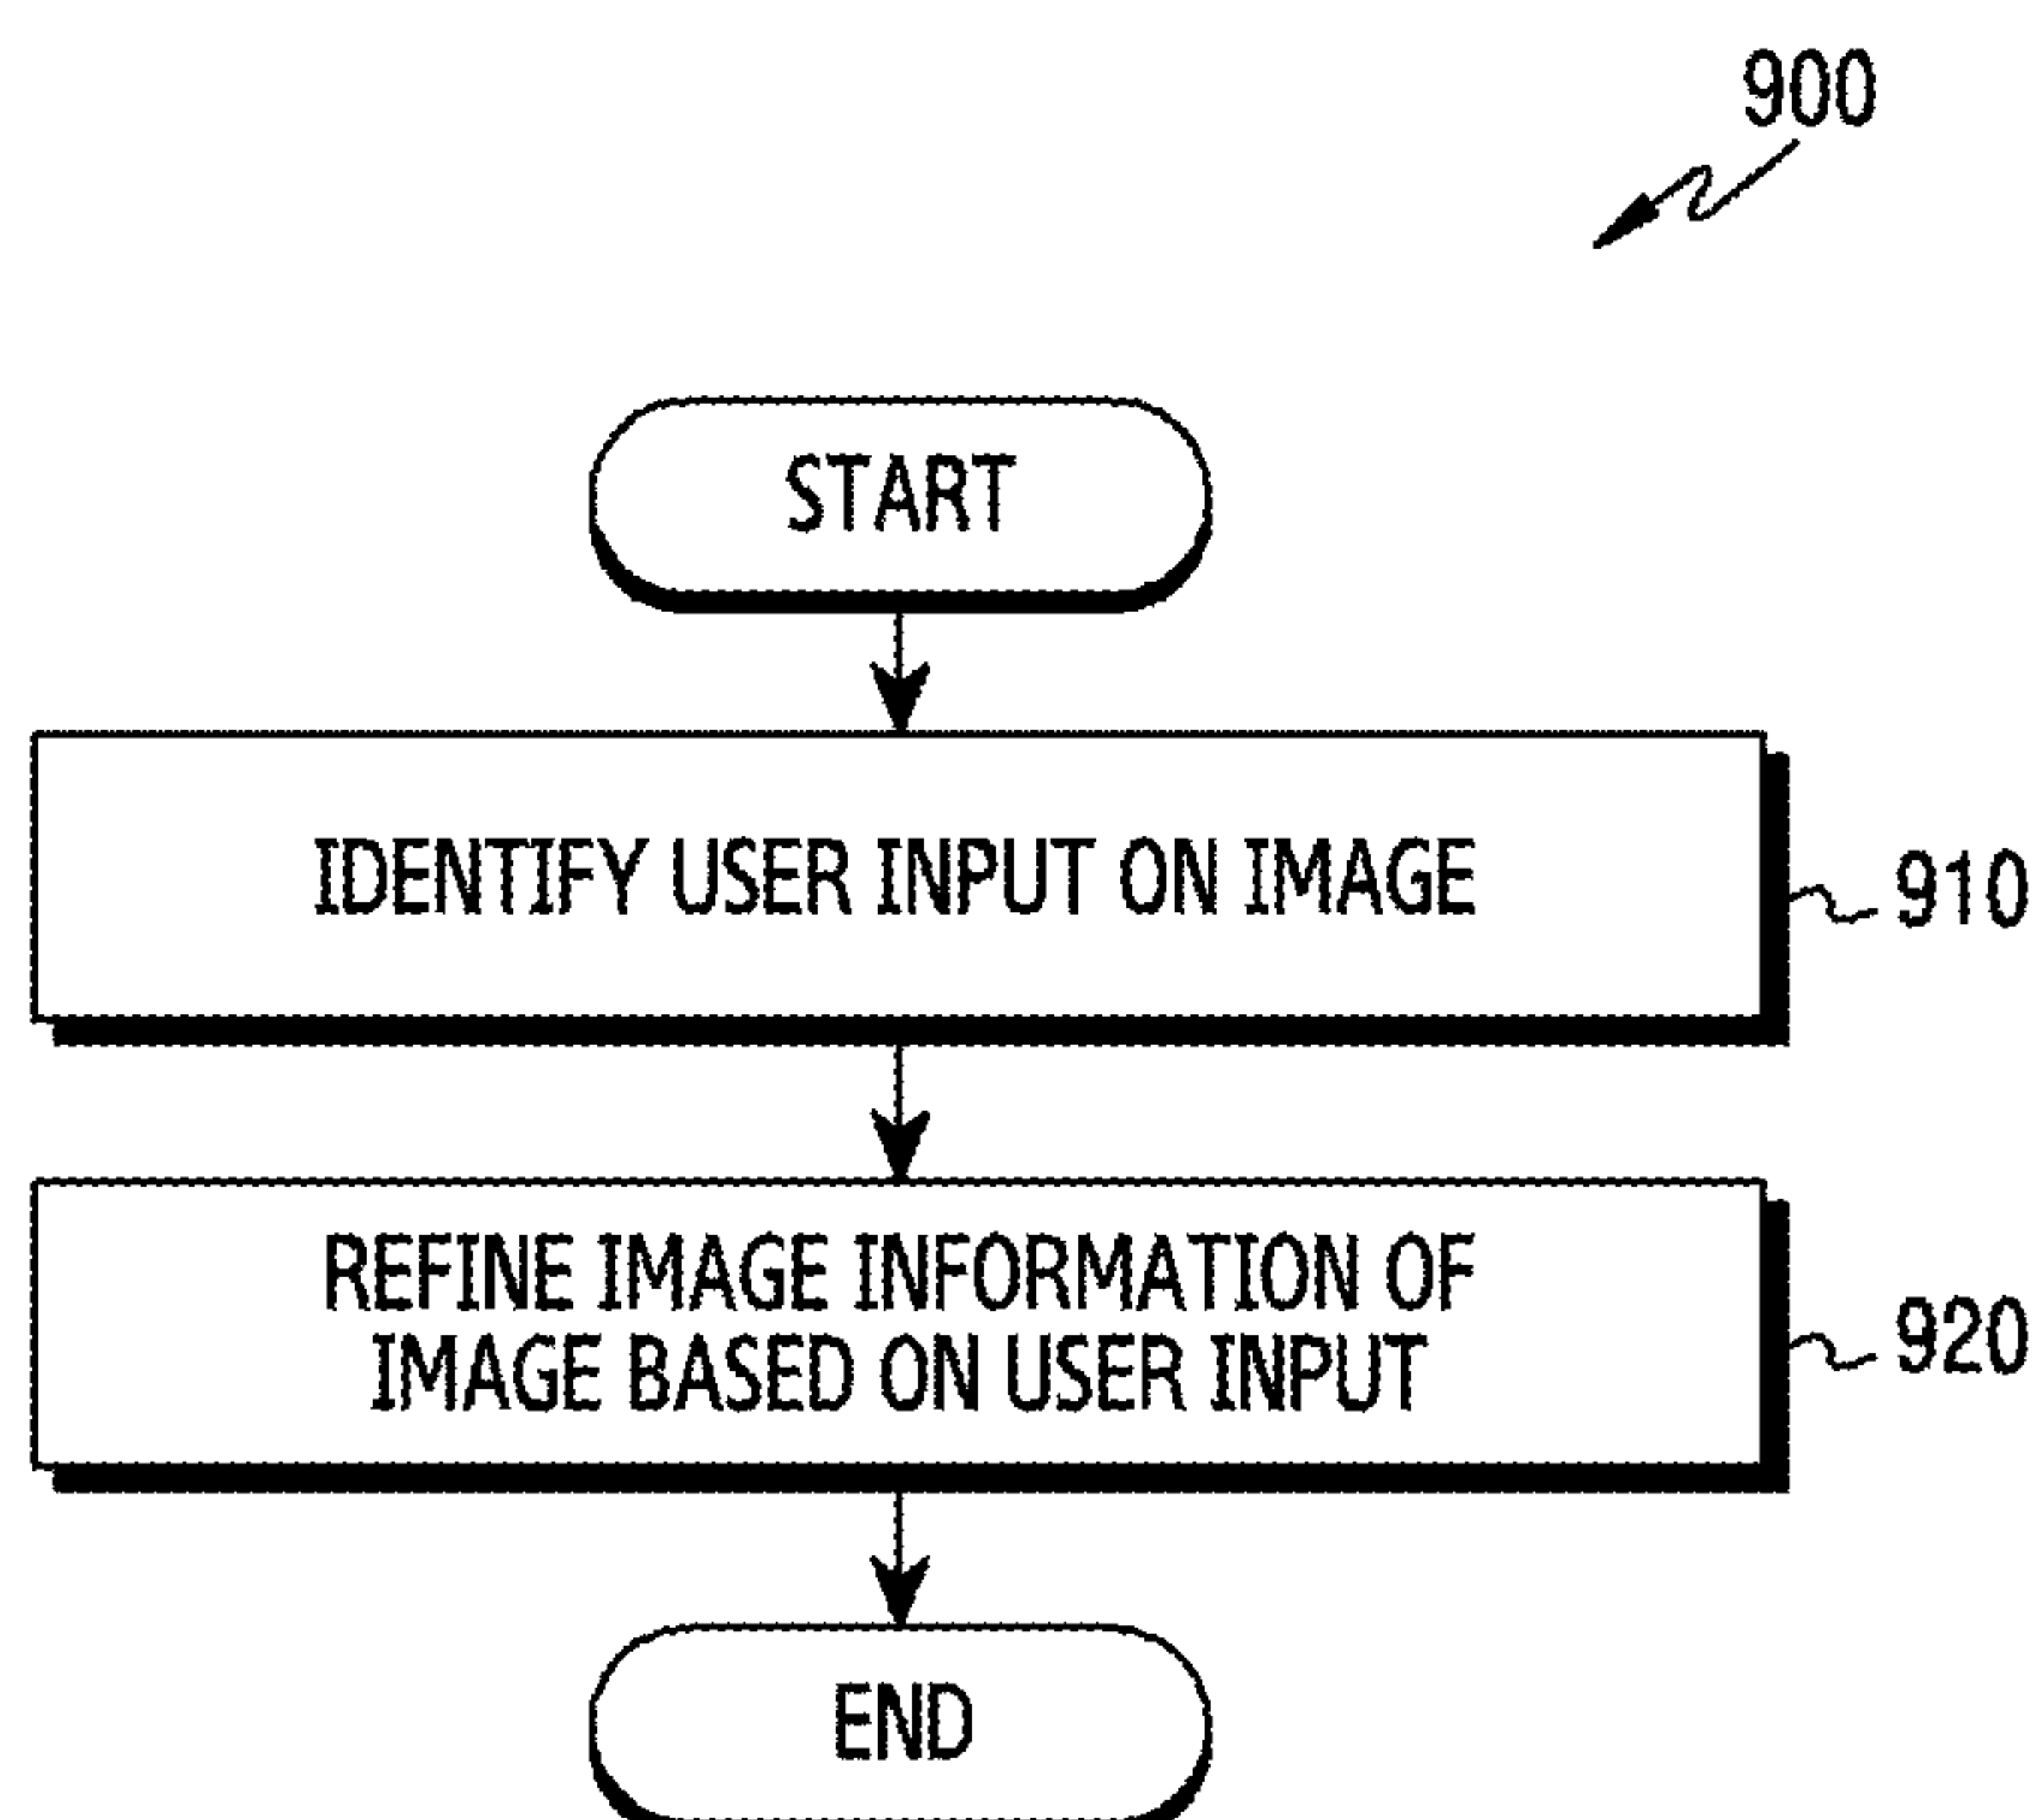 900
START
IDENTIFY USER INPUT ON IMAGE
910
REFINE IMAGE INFORMATION OF
IMAGE BASED ON USER INPUT
920
END